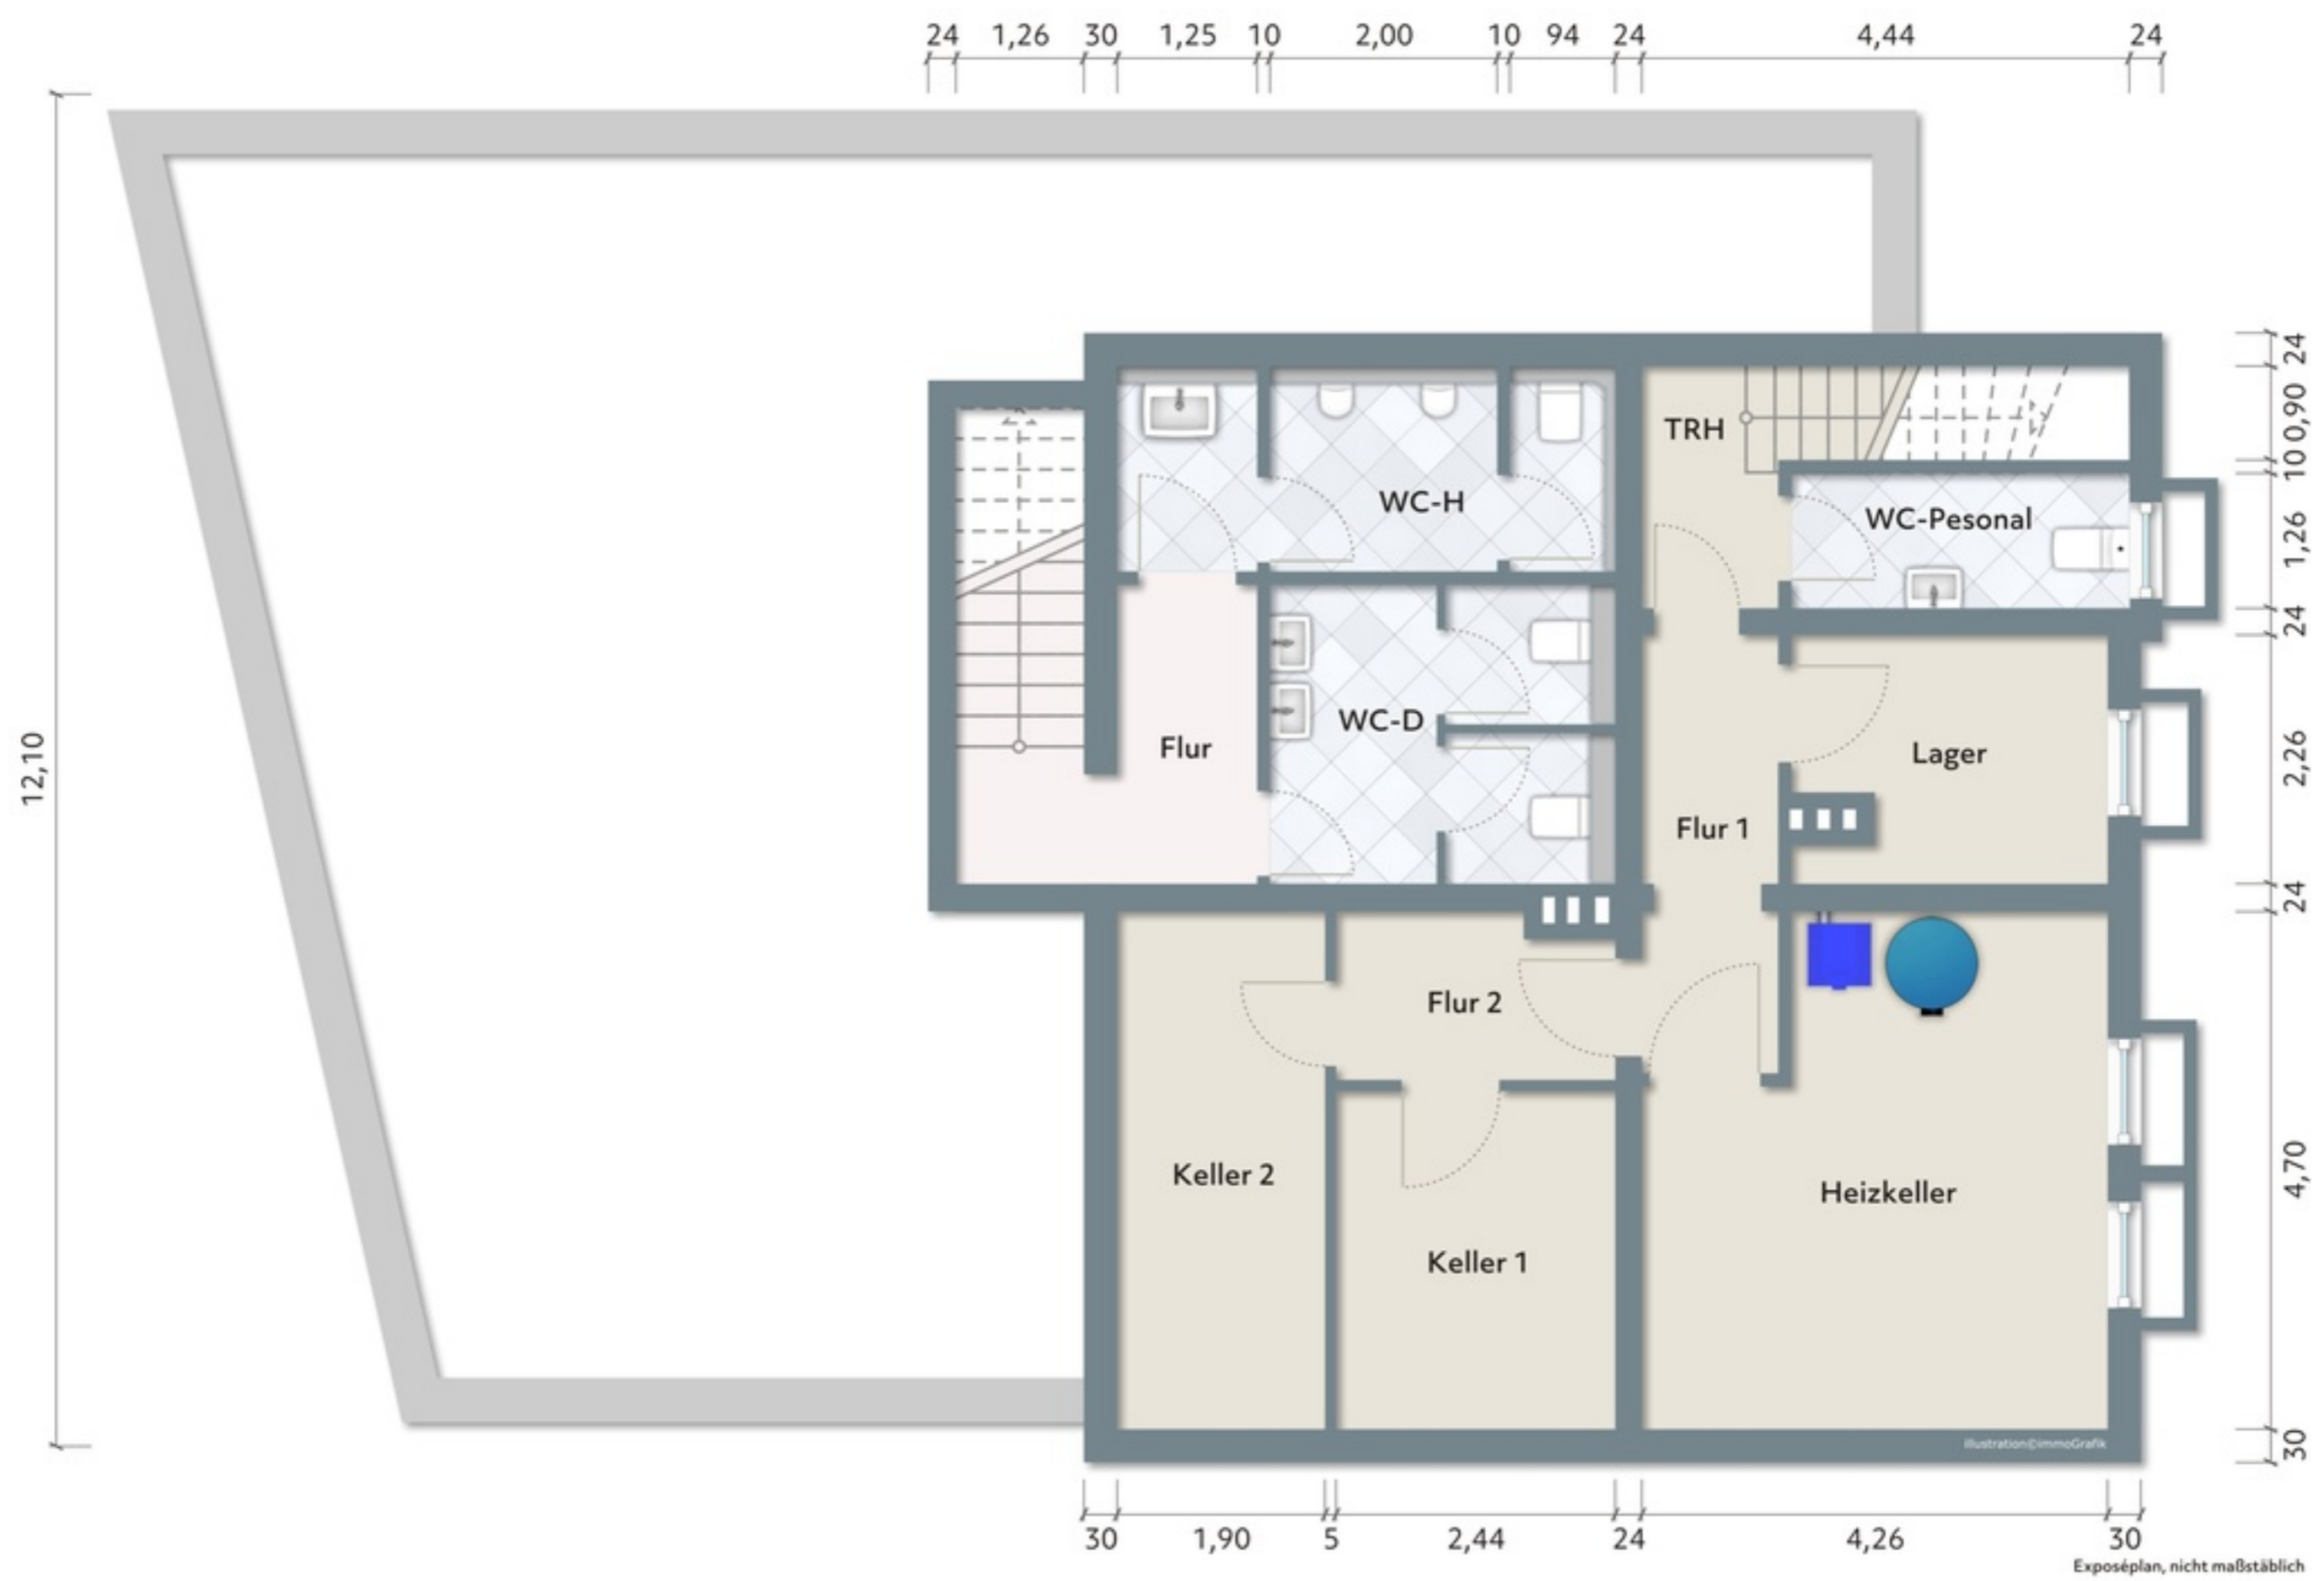 24 1,26 30 1,25 10 2,00 10 94 24 4,44 24
12,10
24
0,90
10
1,26
24
2,26
24
4,70
30
TRH
WC-H
WC-Pesonal
WC-D
Flur
Lager
Flur 1
Flur 2
Keller 2
Heizkeller
Keller 1
illustration©immoGrafik
30 1,90 5 2,44 24 4,26 30
Exposéplan, nicht maßstäblich